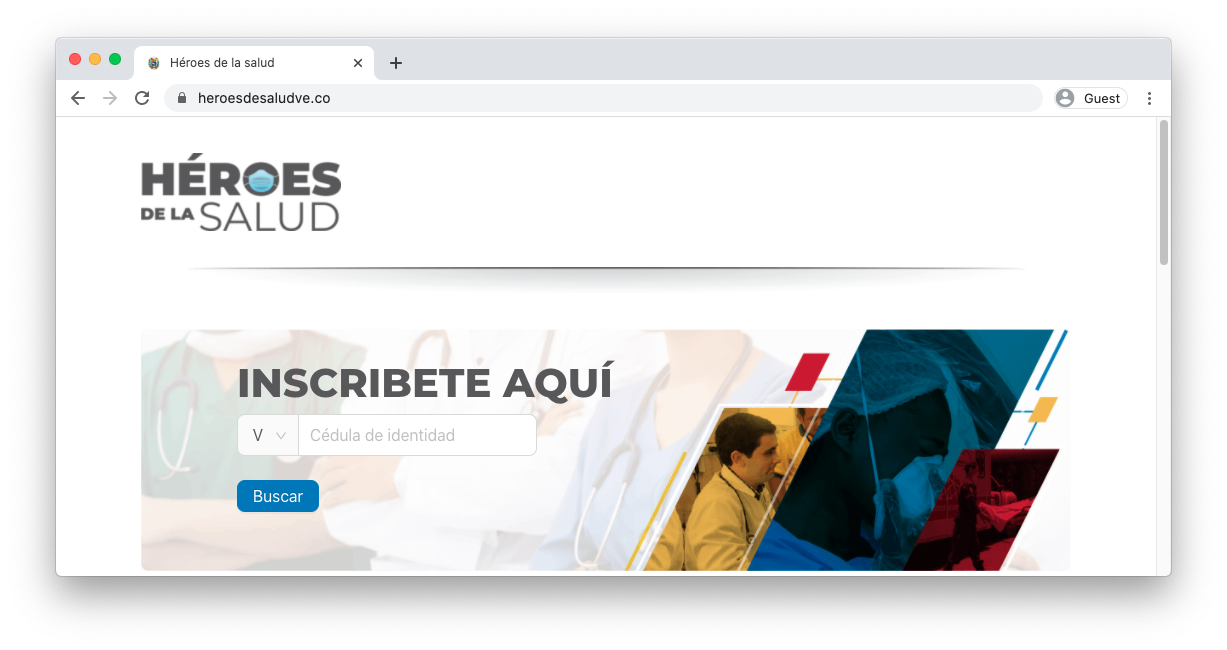 Héroes de la salud
heroesdesaludve.co
Guest
HÉROES
DE LA SALUD
INSCRIBETE AQUÍ
V
Cédula de identidad
Buscar